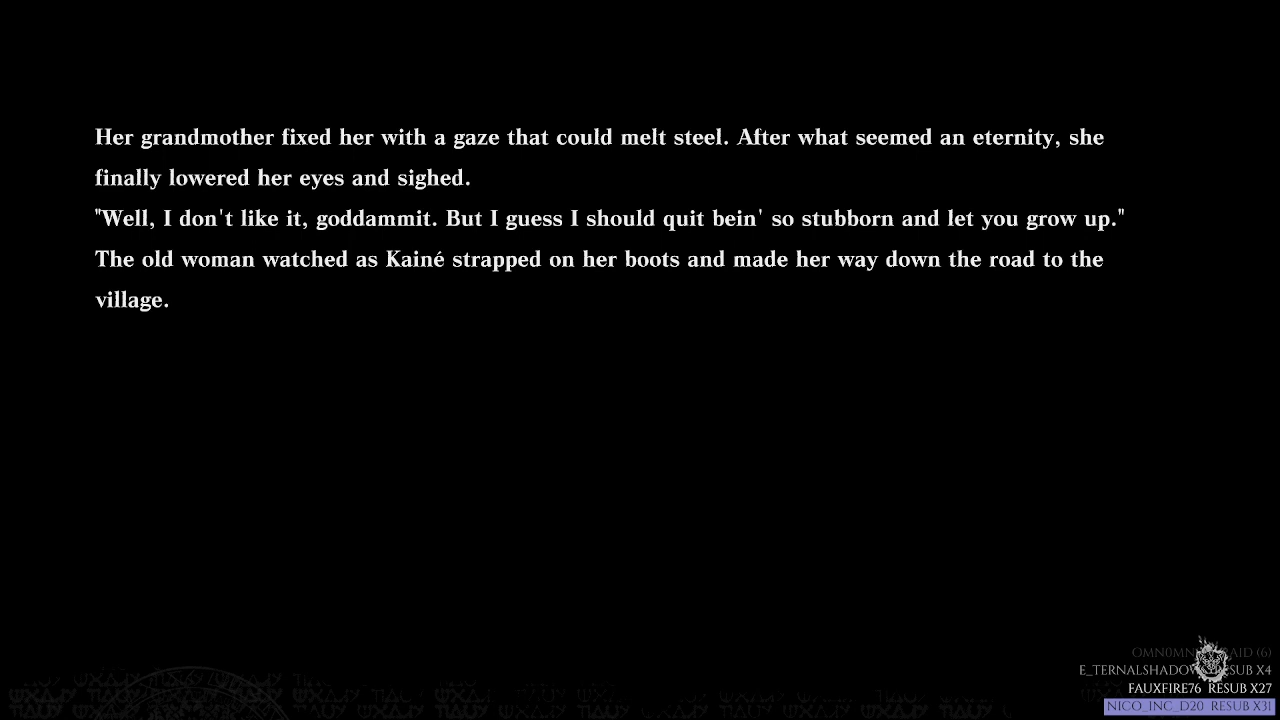 Her grandmother fixed her with a gaze that could melt steel. After what seemed an eternity, she
finally lowered her eyes and sighed.
"Well, I don't like it, goddammit. But I guess I should quit bein' so stubborn and let you grow up."
The old woman watched as Kainé strapped on her boots and made her way down the road to the
village.
(6)
RESUB X4
FAUXFIRE76 RESUB X27
NICO_INC_D20 RESUB X31